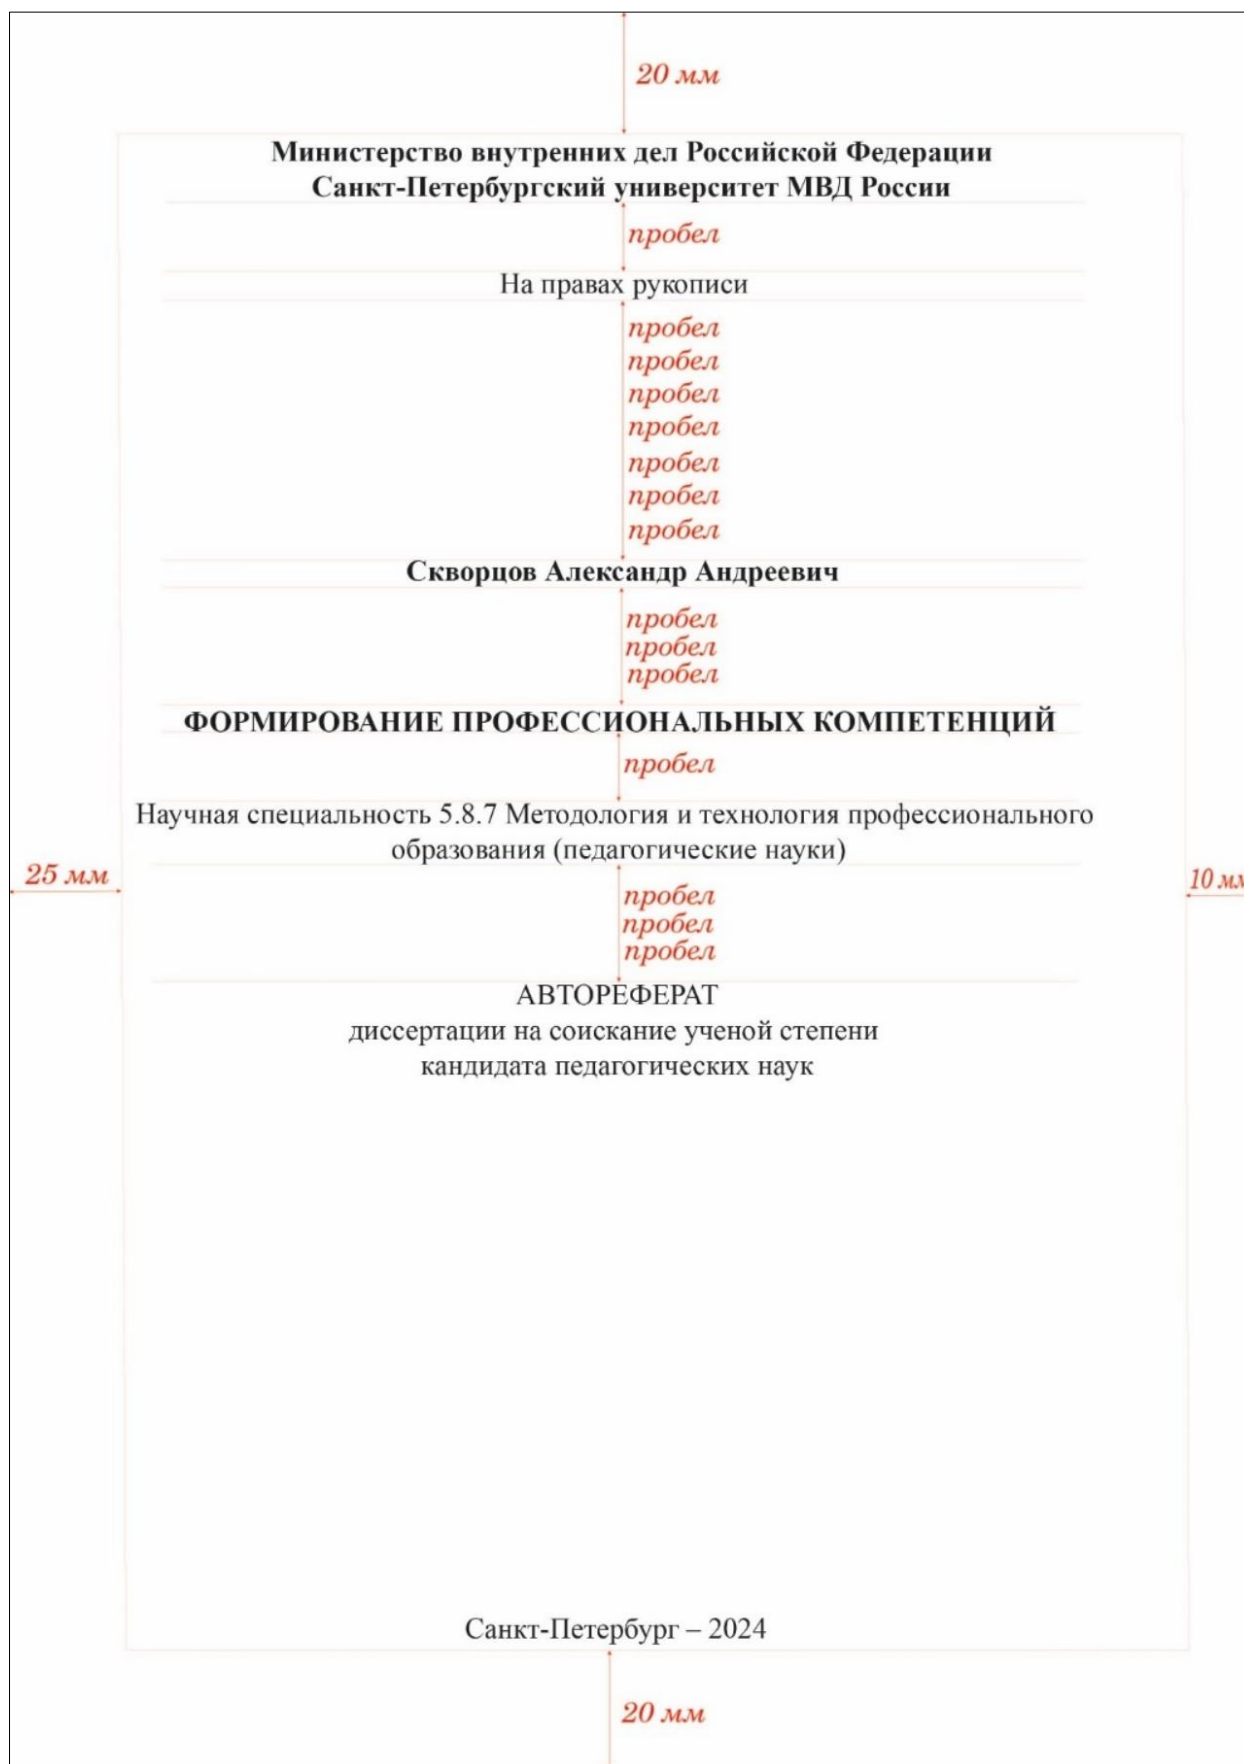 20 мм
Министерство внутренних дел Российской Федерации
Санкт-Петербургский университет МВД России
пробел
На правах рукописи
пробел
пробел
пробел
пробел
пробел
пробел
пробел
Скворцов Александр Андреевич
пробел
пробел
пробел
ФОРМИРОВАНИЕ ПРОФЕССИОНАЛЬНЫХ КОМПЕТЕНЦИЙ
пробел
Научная специальность 5.8.7 Методология и технология профессионального
образования (педагогические науки)
25 мм
10 мм
пробел
пробел
пробел
АВТОРЕФЕРАТ
диссертации на соискание ученой степени
кандидата педагогических наук
Санкт-Петербург – 2024
20 мм